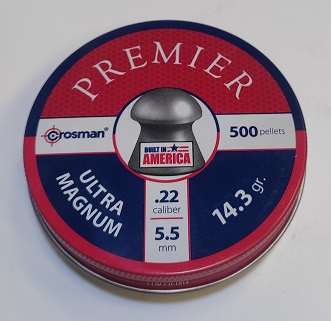 PREMIER
crosman®
500 pellets
BUILT IN
AMERICA
ULTRA
MAGNUM
.22
caliber
5.5
mm
14.3 gr.